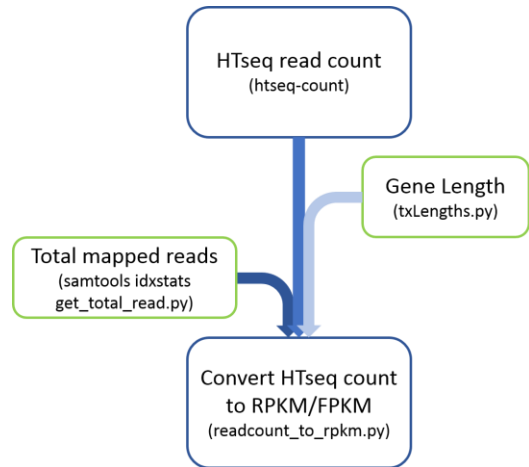 HTseq read count
(htseq-count)
Gene Length
(txLengths.py)
Total mapped reads
(samtools idxstats
get_total_read.py)
Convert HTseq count
to RPKM/FPKM
(readcount_to_rpkm.py)